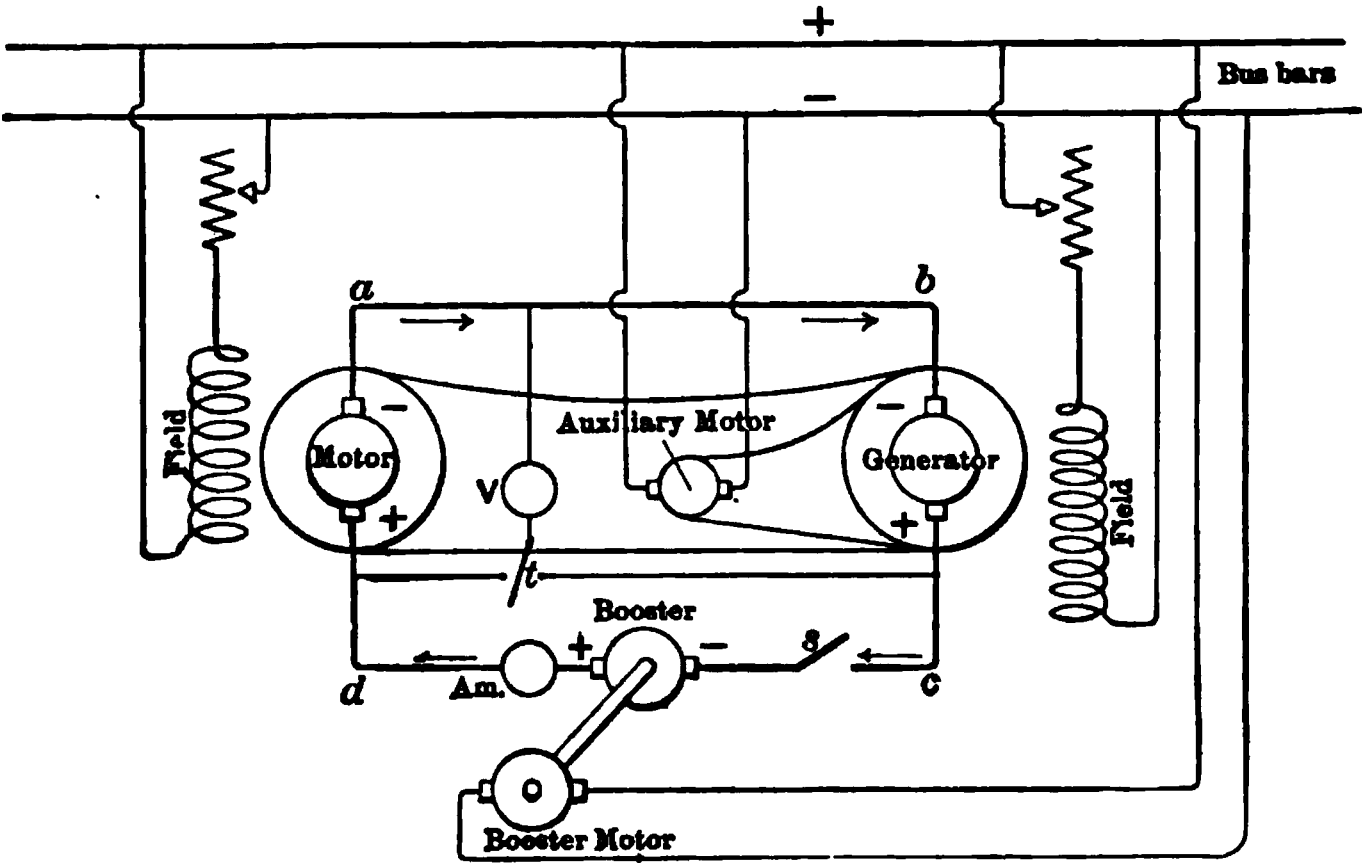 +
Bus bars
−
a
b
Field
−
−
Auxiliary Motor
Motor
Generator
V
+
+
Field
t
Booster
+
−
s
d
Am.
c
Booster Motor